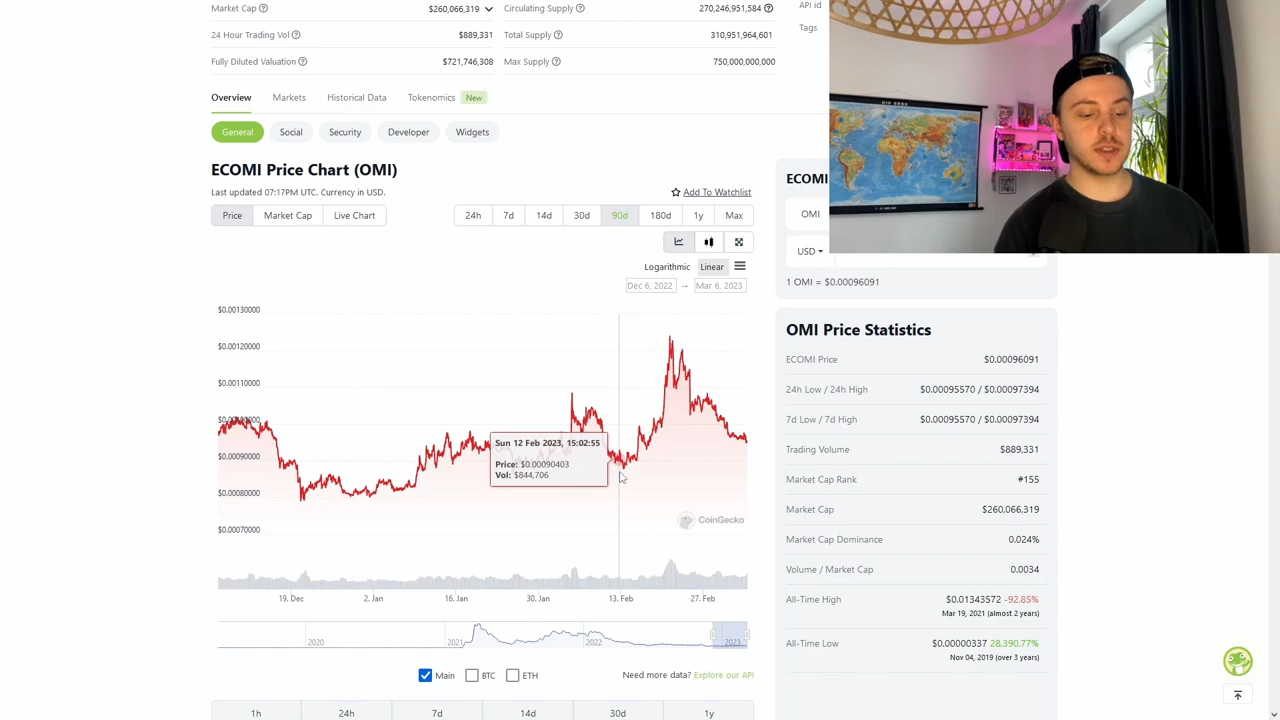 Market Cap $260,066,319 Circulating Supply 270,246,951,584
24 Hour Trading Vol $889,331 Total Supply 310,951,964,601
Fully Diluted Valuation $721,746,308 Max Supply 750,000,000,000
API id
Tags
Overview Markets Historical Data Tokenomics New
General Social Security Developer Widgets
ECOMI Price Chart (OMI)
Last updated 07:17PM UTC. Currency in USD.
Add To Watchlist
Price Market Cap Live Chart 24h 7d 14d 30d 90d 180d 1y Max
Logarithmic Linear
Dec 6, 2022 → Mar 6, 2023
$0.00130000
$0.00120000
$0.00110000
$0.00090000
$0.00080000
$0.00070000
Sun 12 Feb 2023, 15:02:55
Price: $0.00090403
Vol: $844,706
CoinGecko
19. Dec 2. Jan 16. Jan 30. Jan 13. Feb 27. Feb
2020 2021 2022 2023
Main BTC ETH Need more data? Explore our API
1h 24h 7d 14d 30d 1y
ECOMI
OMI
USD
1 OMI = $0.00096091
OMI Price Statistics
ECOMI Price $0.00096091
24h Low / 24h High $0.00095570 / $0.00097394
7d Low / 7d High $0.00095570 / $0.00097394
Trading Volume $889,331
Market Cap Rank #155
Market Cap $260,066,319
Market Cap Dominance 0.024%
Volume / Market Cap 0.0034
All-Time High $0.01343572 -92.85%
Mar 19, 2021 (almost 2 years)
All-Time Low $0.00000337 28,390.77%
Nov 04, 2019 (over 3 years)